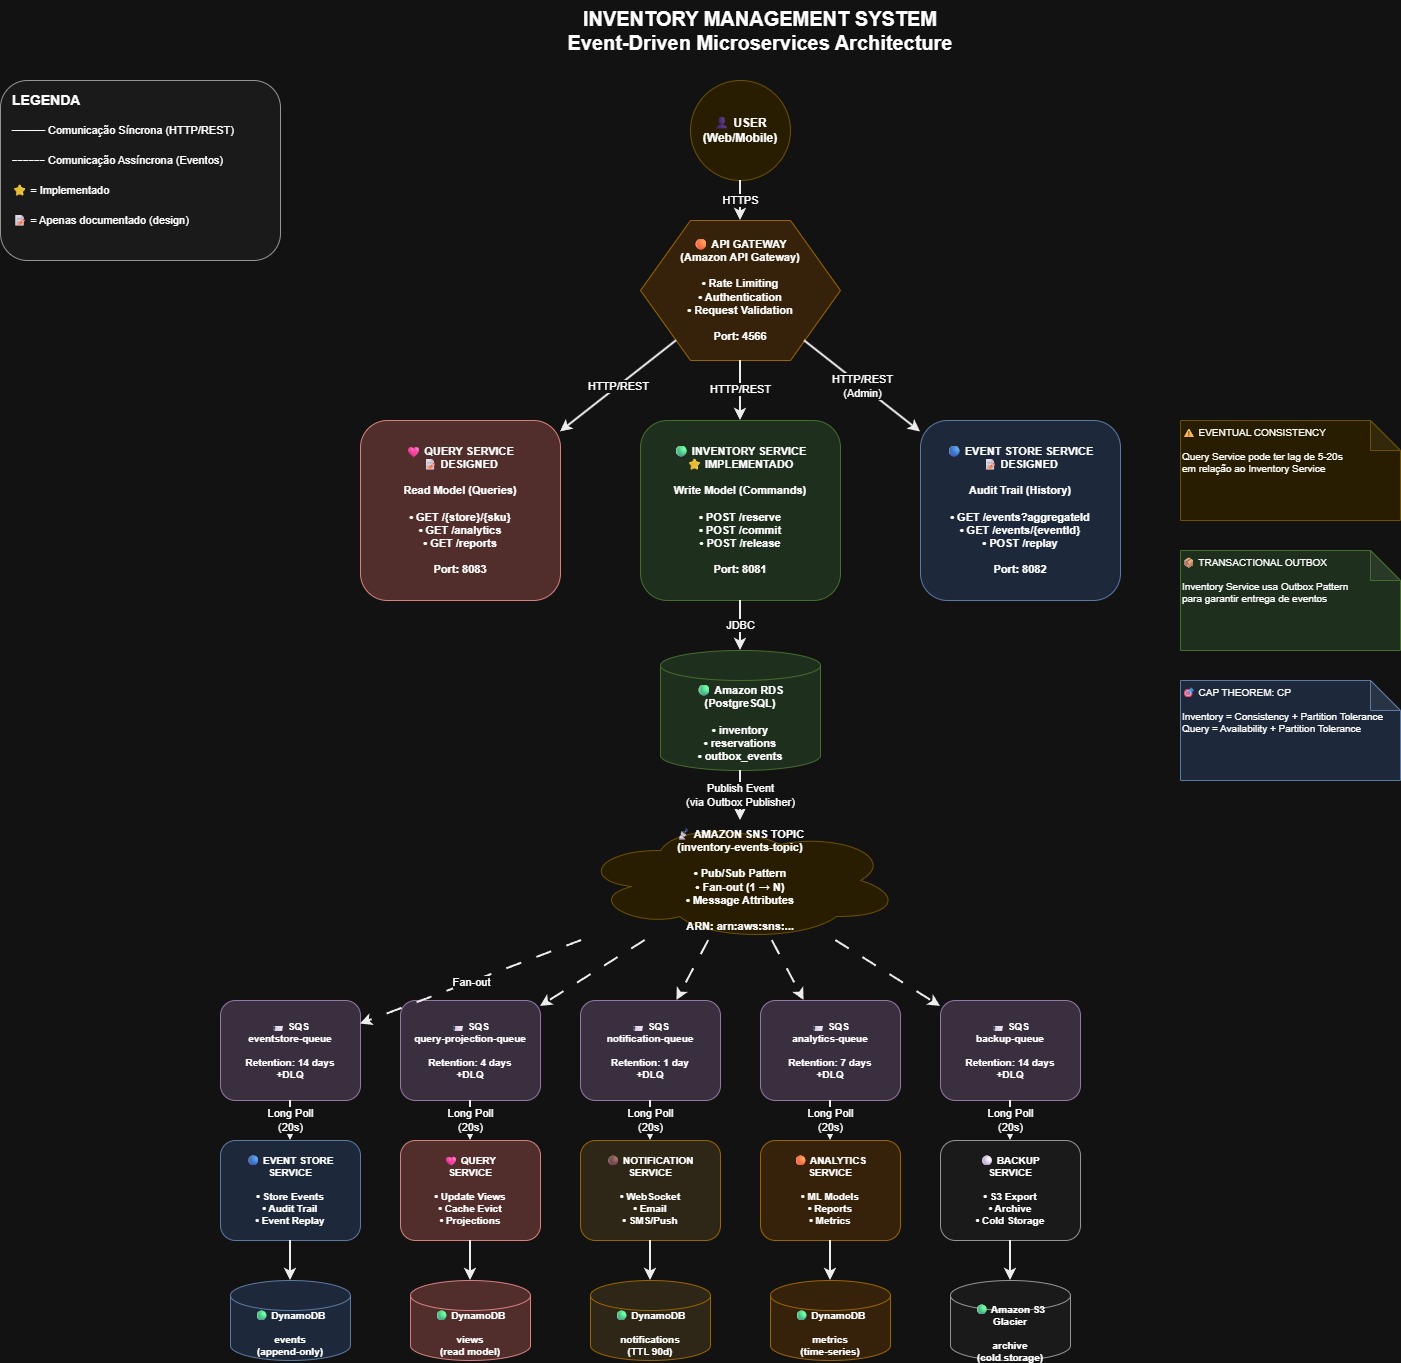 INVENTORY MANAGEMENT SYSTEM
Event-Driven Microservices Architecture
LEGENDA
——— Comunicação Síncrona (HTTP/REST)
------ Comunicação Assíncrona (Eventos)
⭐ = Implementado
📝 = Apenas documentado (design)
👤 USER
(Web/Mobile)
HTTPS
🟠 API GATEWAY
(Amazon API Gateway)
• Rate Limiting
• Authentication
• Request Validation
Port: 4566
HTTP/REST
HTTP/REST
HTTP/REST
(Admin)
💗 QUERY SERVICE
📝 DESIGNED
Read Model (Queries)
• GET /{store}/{sku}
• GET /analytics
• GET /reports
Port: 8083
🟢 INVENTORY SERVICE
⭐ IMPLEMENTADO
Write Model (Commands)
• POST /reserve
• POST /commit
• POST /release
Port: 8081
🔵 EVENT STORE SERVICE
📝 DESIGNED
Audit Trail (History)
• GET /events?aggregateId
• GET /events/{eventId}
• POST /replay
Port: 8082
⚠️ EVENTUAL CONSISTENCY
Query Service pode ter lag de 5-20s
em relação ao Inventory Service
📦 TRANSACTIONAL OUTBOX
Inventory Service usa Outbox Pattern
para garantir entrega de eventos
🎯 CAP THEOREM: CP
Inventory = Consistency + Partition Tolerance
Query = Availability + Partition Tolerance
JDBC
🟢 Amazon RDS
(PostgreSQL)
• inventory
• reservations
• outbox_events
Publish Event
(via Outbox Publisher)
📡 AMAZON SNS TOPIC
(inventory-events-topic)
• Pub/Sub Pattern
• Fan-out (1 → N)
• Message Attributes
ARN: arn:aws:sns:...
Fan-out
📨 SQS
eventstore-queue
Retention: 14 days
+DLQ
📨 SQS
query-projection-queue
Retention: 4 days
+DLQ
📨 SQS
notification-queue
Retention: 1 day
+DLQ
📨 SQS
analytics-queue
Retention: 7 days
+DLQ
📨 SQS
backup-queue
Retention: 14 days
+DLQ
Long Poll
(20s)
Long Poll
(20s)
Long Poll
(20s)
Long Poll
(20s)
Long Poll
(20s)
🔵 EVENT STORE
SERVICE
• Store Events
• Audit Trail
• Event Replay
💗 QUERY
SERVICE
• Update Views
• Cache Evict
• Projections
🟤 NOTIFICATION
SERVICE
• WebSocket
• Email
• SMS/Push
🟠 ANALYTICS
SERVICE
• ML Models
• Reports
• Metrics
⚪ BACKUP
SERVICE
• S3 Export
• Archive
• Cold Storage
🟢 DynamoDB
events
(append-only)
🟢 DynamoDB
views
(read model)
🟢 DynamoDB
notifications
(TTL 90d)
🟢 DynamoDB
metrics
(time-series)
🟢 Amazon S3
Glacier
archive
(cold storage)